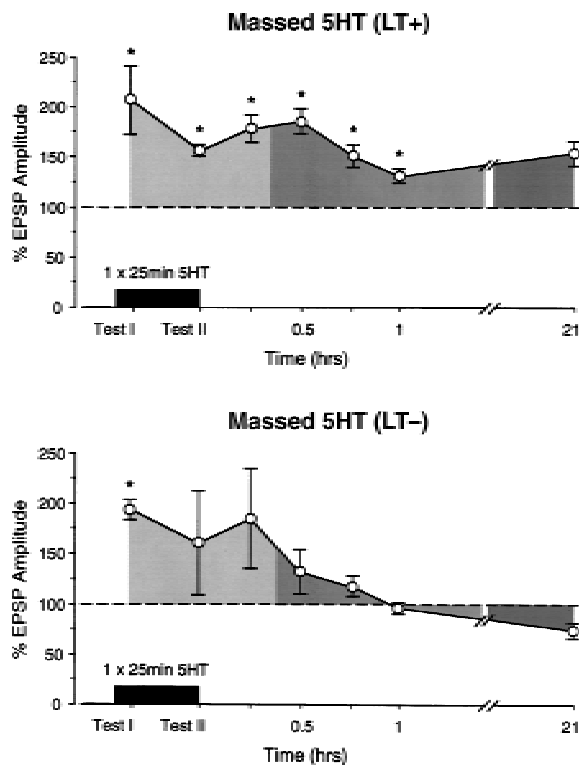 Massed 5HT (LT+)
250
*
200
*
*
*
*
*
150
100
50
0
% EPSP Amplitude
1 x 25min 5HT
Test I Test II 0.5 1 21
Time (hrs)
Massed 5HT (LT–)
250
*
200
150
100
50
0
% EPSP Amplitude
1 x 25min 5HT
Test I Test II 0.5 1 21
Time (hrs)